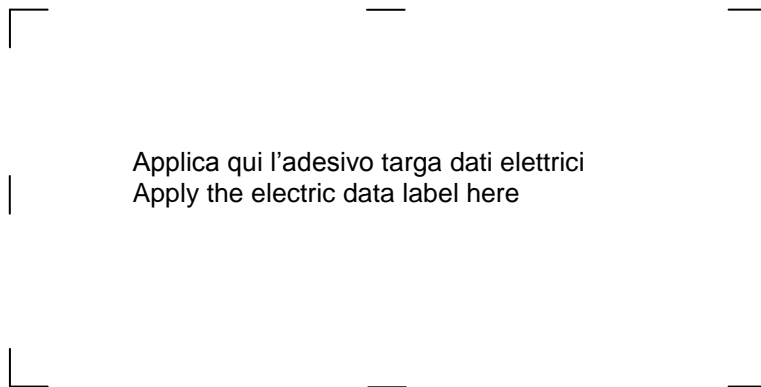 Applica qui l’adesivo targa dati elettrici
Apply the electric data label here